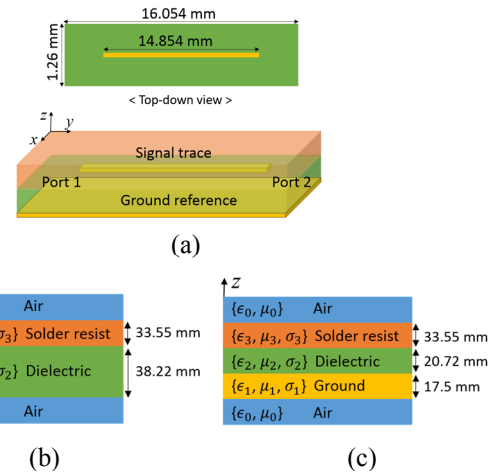 16.054 mm
14.854 mm
1.26 mm
< Top-down view >
z
y
x
Signal trace
Port 1
Port 2
Ground reference
(a)
Air
σ₃} Solder resist
33.55 mm
σ₂} Dielectric
38.22 mm
Air
(b)
z
{ϵ₀, μ₀} Air
{ϵ₃, μ₃, σ₃} Solder resist
33.55 mm
{ϵ₂, μ₂, σ₂} Dielectric
20.72 mm
{ϵ₁, μ₁, σ₁} Ground
17.5 mm
{ϵ₀, μ₀} Air
(c)